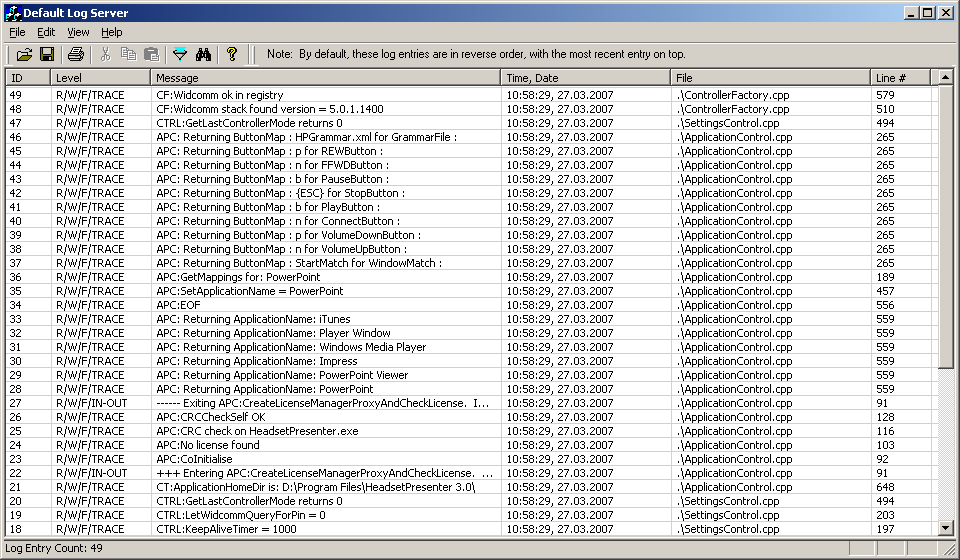 Default Log Server
File Edit View Help
Note: By default, these log entries are in reverse order, with the most recent entry on top.
ID Level Message Time, Date File Line #
49 R/W/F/TRACE CF:Widcomm ok in registry 10:58:29, 27.03.2007 .\ControllerFactory.cpp 579
48 R/W/F/TRACE CF:Widcomm stack found version = 5.0.1.1400 10:58:29, 27.03.2007 .\ControllerFactory.cpp 510
47 R/W/F/TRACE CTRL:GetLastControllerMode returns 0 10:58:29, 27.03.2007 .\SettingsControl.cpp 494
46 R/W/F/TRACE APC: Returning ButtonMap : HPGrammar.xml for GrammarFile : 10:58:29, 27.03.2007 .\ApplicationControl.cpp 265
45 R/W/F/TRACE APC: Returning ButtonMap : p for REWButton : 10:58:29, 27.03.2007 .\ApplicationControl.cpp 265
44 R/W/F/TRACE APC: Returning ButtonMap : n for FFWDButton : 10:58:29, 27.03.2007 .\ApplicationControl.cpp 265
43 R/W/F/TRACE APC: Returning ButtonMap : b for PauseButton : 10:58:29, 27.03.2007 .\ApplicationControl.cpp 265
42 R/W/F/TRACE APC: Returning ButtonMap : {ESC} for StopButton : 10:58:29, 27.03.2007 .\ApplicationControl.cpp 265
41 R/W/F/TRACE APC: Returning ButtonMap : b for PlayButton : 10:58:29, 27.03.2007 .\ApplicationControl.cpp 265
40 R/W/F/TRACE APC: Returning ButtonMap : n for ConnectButton : 10:58:29, 27.03.2007 .\ApplicationControl.cpp 265
39 R/W/F/TRACE APC: Returning ButtonMap : p for VolumeDownButton : 10:58:29, 27.03.2007 .\ApplicationControl.cpp 265
38 R/W/F/TRACE APC: Returning ButtonMap : n for VolumeUpButton : 10:58:29, 27.03.2007 .\ApplicationControl.cpp 265
37 R/W/F/TRACE APC: Returning ButtonMap : StartMatch for WindowMatch : 10:58:29, 27.03.2007 .\ApplicationControl.cpp 265
36 R/W/F/TRACE APC:GetMappings for: PowerPoint 10:58:29, 27.03.2007 .\ApplicationControl.cpp 189
35 R/W/F/TRACE APC:SetApplicationName = PowerPoint 10:58:29, 27.03.2007 .\ApplicationControl.cpp 457
34 R/W/F/TRACE APC:EOF 10:58:29, 27.03.2007 .\ApplicationControl.cpp 556
33 R/W/F/TRACE APC: Returning ApplicationName: iTunes 10:58:29, 27.03.2007 .\ApplicationControl.cpp 559
32 R/W/F/TRACE APC: Returning ApplicationName: Player Window 10:58:29, 27.03.2007 .\ApplicationControl.cpp 559
31 R/W/F/TRACE APC: Returning ApplicationName: Windows Media Player 10:58:29, 27.03.2007 .\ApplicationControl.cpp 559
30 R/W/F/TRACE APC: Returning ApplicationName: Impress 10:58:29, 27.03.2007 .\ApplicationControl.cpp 559
29 R/W/F/TRACE APC: Returning ApplicationName: PowerPoint Viewer 10:58:29, 27.03.2007 .\ApplicationControl.cpp 559
28 R/W/F/TRACE APC: Returning ApplicationName: PowerPoint 10:58:29, 27.03.2007 .\ApplicationControl.cpp 559
27 R/W/F/IN-OUT ------ Exiting APC:CreateLicenseManagerProxyAndCheckLicense. I... 10:58:29, 27.03.2007 .\ApplicationControl.cpp 91
26 R/W/F/TRACE APC:CRCCheckSelf OK 10:58:29, 27.03.2007 .\ApplicationControl.cpp 128
25 R/W/F/TRACE APC:CRC check on HeadsetPresenter.exe 10:58:29, 27.03.2007 .\ApplicationControl.cpp 116
24 R/W/F/TRACE APC:No license found 10:58:29, 27.03.2007 .\ApplicationControl.cpp 103
23 R/W/F/TRACE APC:CoInitialise 10:58:29, 27.03.2007 .\ApplicationControl.cpp 92
22 R/W/F/IN-OUT +++ Entering APC:CreateLicenseManagerProxyAndCheckLicense. ... 10:58:29, 27.03.2007 .\ApplicationControl.cpp 91
21 R/W/F/TRACE CT:ApplicationHomeDir is: D:\Program Files\HeadsetPresenter 3.0\ 10:58:29, 27.03.2007 .\ApplicationControl.cpp 648
20 R/W/F/TRACE CTRL:GetLastControllerMode returns 0 10:58:29, 27.03.2007 .\SettingsControl.cpp 494
19 R/W/F/TRACE CTRL:LetWidcommQueryForPin = 0 10:58:29, 27.03.2007 .\SettingsControl.cpp 203
18 R/W/F/TRACE CTRL:KeepAliveTimer = 1000 10:58:29, 27.03.2007 .\SettingsControl.cpp 197
Log Entry Count: 49